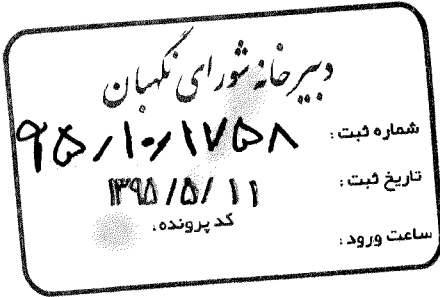 دبیرخانه شورای نگهبان
شماره ثبت: ۹۵/۱۰/۱۷۵۸
تاریخ ثبت: ۱۳۹۵/۵/۱۱
کد پرونده:
ساعت ورود: